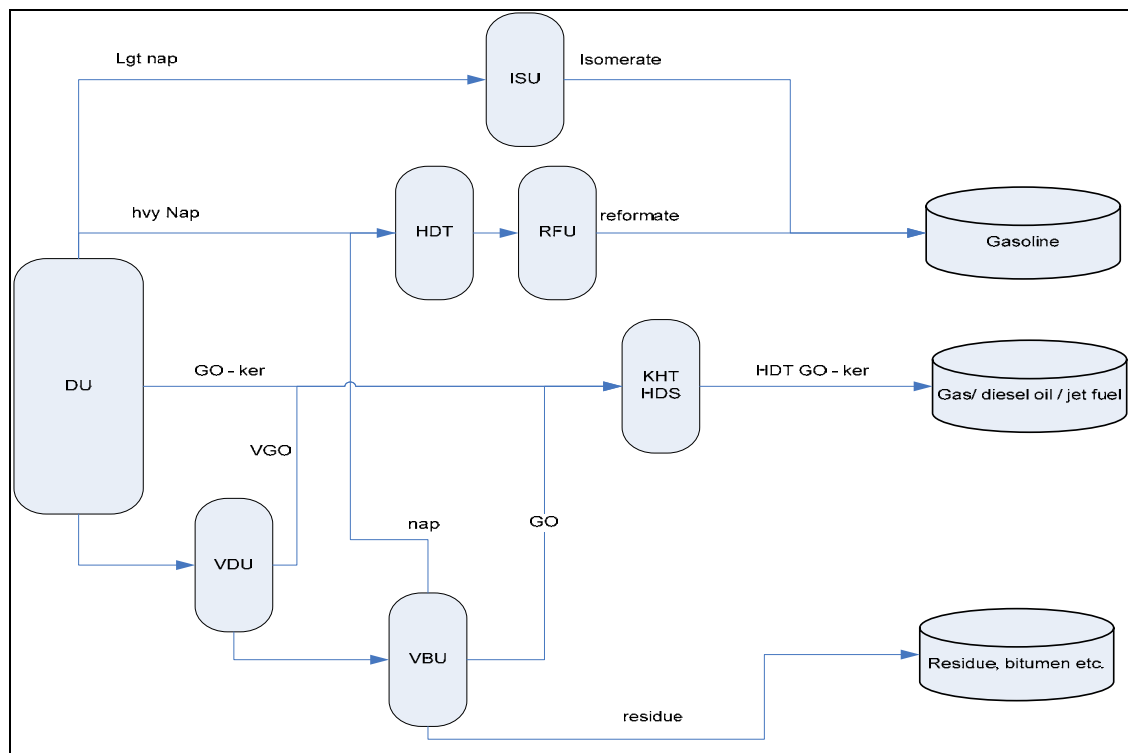 Lgt nap
ISU
Isomerate
hvy Nap
HDT
RFU
reformate
Gasoline
DU
GO - ker
KHT
HDS
HDT GO - ker
Gas/ diesel oil / jet fuel
VGO
nap
GO
VDU
VBU
Residue, bitumen etc.
residue